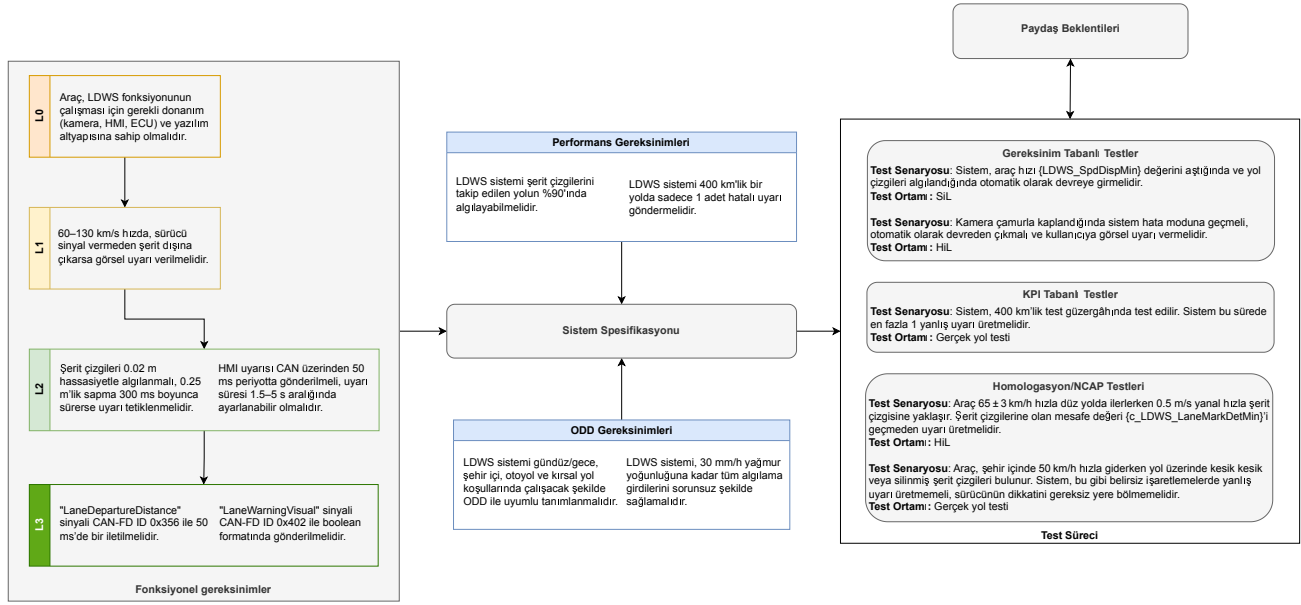 Paydaş Beklentileri
L0
Araç, LDWS fonksiyonunun
çalışması için gerekli donanım
(kamera, HMI, ECU) ve yazılım
altyapısına sahip olmalıdır.
L1
60–130 km/s hızda, sürücü
sinyal vermeden şerit dışına
çıkarsa görsel uyarı verilmelidir.
L2
Şerit çizgileri 0.02 m
hassasiyetle algılanmalı, 0.25
m'lik sapma 300 ms boyunca
sürerse uyarı tetiklenmelidir.
HMI uyarısı CAN üzerinden 50
ms periyotta gönderilmeli, uyarı
süresi 1.5–5 s aralığında
ayarlanabilir olmalıdır.
L3
"LaneDepartureDistance"
sinyali CAN-FD ID 0x356 ile 50
ms'de bir iletilmelidir.
"LaneWarningVisual" sinyali
CAN-FD ID 0x402 ile boolean
formatında gönderilmelidir.
Fonksiyonel gereksinimler
Performans Gereksinimleri
LDWS sistemi şerit çizgilerini
takip edilen yolun %90'ında
algılayabilmelidir.
LDWS sistemi 400 km'lik bir
yolda sadece 1 adet hatalı uyarı
göndermelidir.
Sistem Spesifikasyonu
ODD Gereksinimleri
LDWS sistemi gündüz/gece,
şehir içi, otoyol ve kırsal yol
koşullarında çalışacak şekilde
ODD ile uyumlu tanımlanmalıdır.
LDWS sistemi, 30 mm/h yağmur
yoğunluğuna kadar tüm algılama
girdilerini sorunsuz şekilde
sağlamalıdır.
Gereksinim Tabanlı Testler
Test Senaryosu: Sistem, araç hızı {LDWS_SpdDispMin} değerini aştığında ve yol
çizgileri algılandığında otomatik olarak devreye girmelidir.
Test Ortamı: SiL
Test Senaryosu: Kamera çamurla kaplandığında sistem hata moduna geçmeli,
otomatik olarak devreden çıkmalı ve kullanıcıya görsel uyarı vermelidir.
Test Ortamı: HiL
KPI Tabanlı Testler
Test Senaryosu: Sistem, 400 km'lik test güzergâhında test edilir. Sistem bu sürede
en fazla 1 yanlış uyarı üretmelidir.
Test Ortamı: Gerçek yol testi
Homologasyon/NCAP Testleri
Test Senaryosu: Araç 65 ± 3 km/h hızla düz yolda ilerlerken 0.5 m/s yanal hızla şerit
çizgisine yaklaşır. Şerit çizgilerine olan mesafe değeri {c_LDWS_LaneMarkDetMin}'i
geçmeden uyarı üretmelidir.
Test Ortamı: HiL
Test Senaryosu: Araç, şehir içinde 50 km/h hızla giderken yol üzerinde kesik kesik
veya silinmiş şerit çizgileri bulunur. Sistem, bu gibi belirsiz işaretlemelerde yanlış
uyarı üretmemeli, sürücünün dikkatini gereksiz yere bölmemelidir.
Test Ortamı: Gerçek yol testi
Test Süreci